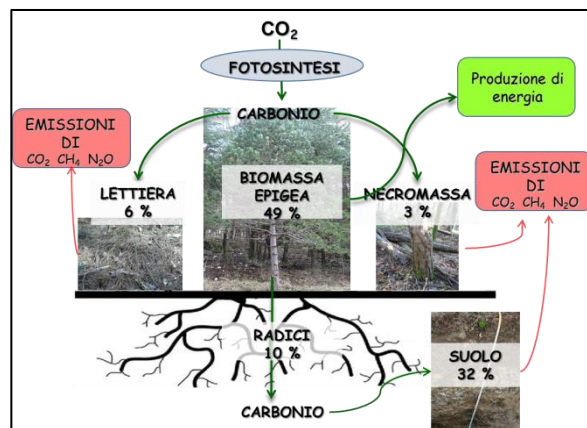 CO₂
FOTOSINTESI
Produzione di
energia
CARBONIO
EMISSIONI
DI
CO₂ CH₄ N₂O
LETTIERA
6 %
BIOMASSA
EPIGEA
49 %
NECROMASSA
3 %
EMISSIONI
DI
CO₂ CH₄ N₂O
RADICI
10 %
SUOLO
32 %
CARBONIO